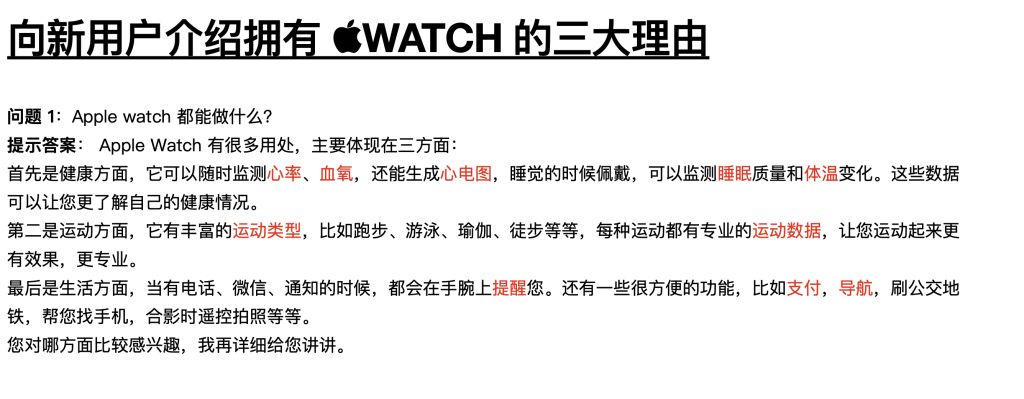 向新用户介绍拥有 WATCH 的三大理由
问题 1：Apple watch 都能做什么？
提示答案： Apple Watch 有很多用处，主要体现在三方面：
首先是健康方面，它可以随时监测心率、血氧，还能生成心电图，睡觉的时候佩戴，可以监测睡眠质量和体温变化。这些数据
可以让您更了解自己的健康情况。
第二是运动方面，它有丰富的运动类型，比如跑步、游泳、瑜伽、徒步等等，每种运动都有专业的运动数据，让您运动起来更
有效果，更专业。
最后是生活方面，当有电话、微信、通知的时候，都会在手腕上提醒您。还有一些很方便的功能，比如支付，导航，刷公交地
铁，帮您找手机，合影时遥控拍照等等。
您对哪方面比较感兴趣，我再详细给您讲讲。